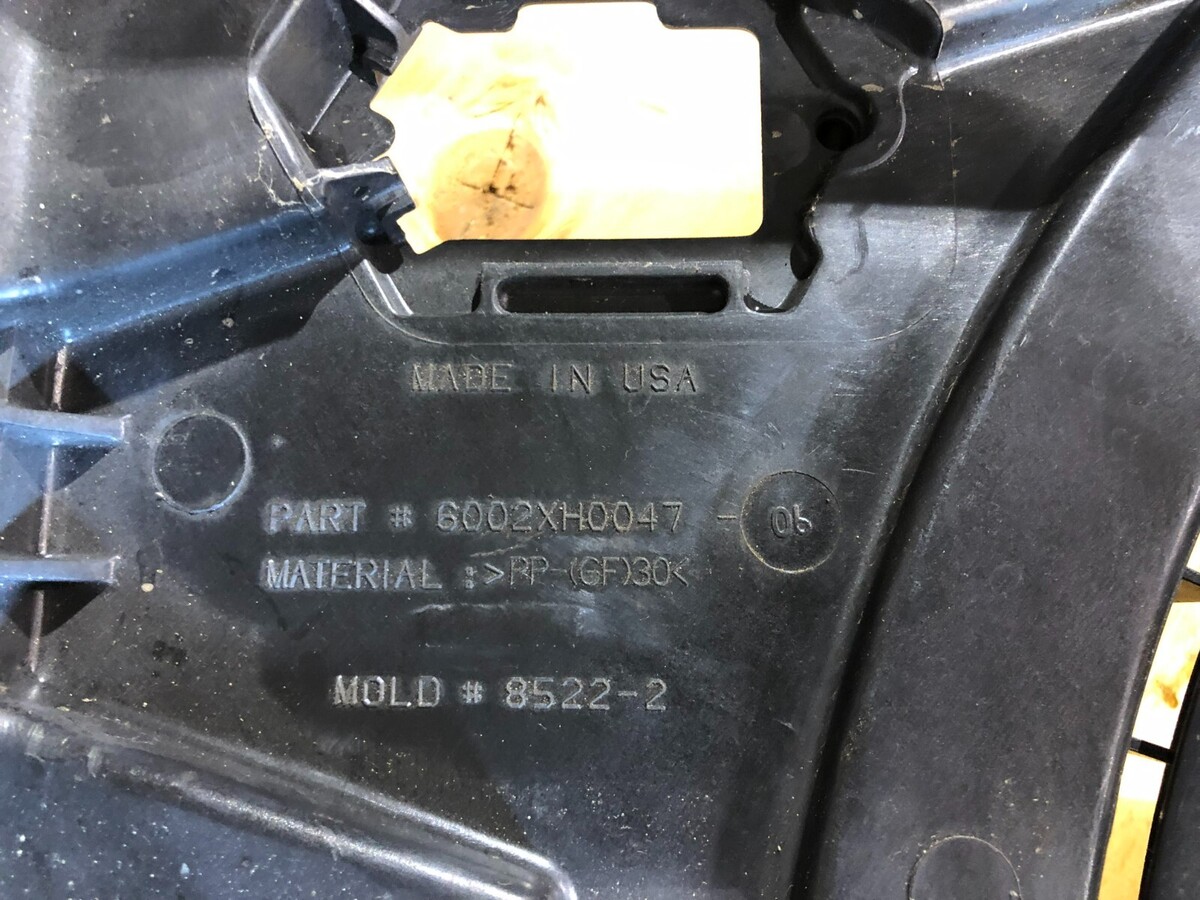 MADE IN USA
PART # 6002XH0047 - 06
MATERIAL :>PP-(GF)30<
MOLD # 8522-2